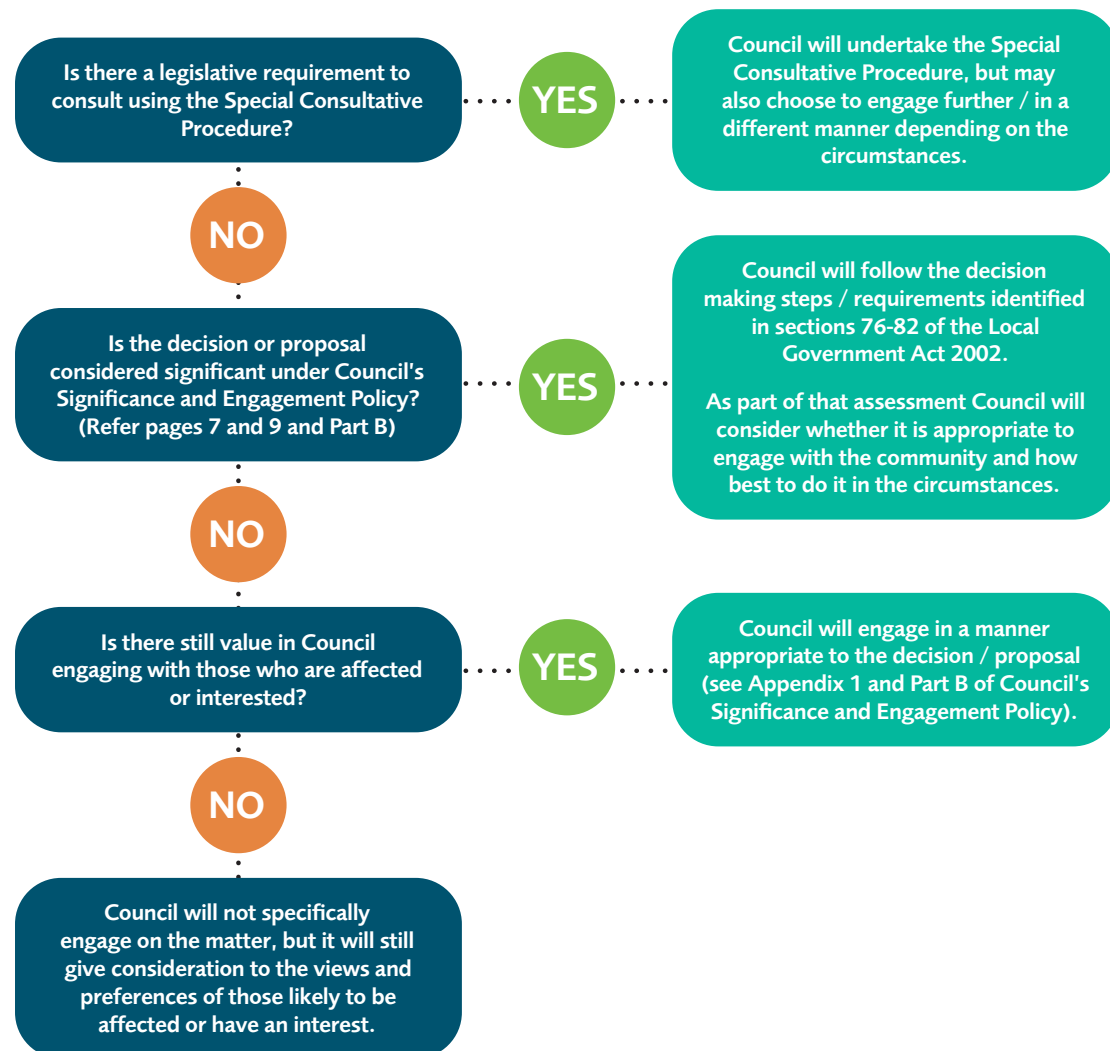 Is there a legislative requirement to
consult using the Special Consultative
Procedure?
YES
Council will undertake the Special
Consultative Procedure, but may
also choose to engage further / in a
different manner depending on the
circumstances.
NO
Is the decision or proposal
considered significant under Council's
Significance and Engagement Policy?
(Refer pages 7 and 9 and Part B)
YES
Council will follow the decision
making steps / requirements identified
in sections 76-82 of the Local
Government Act 2002.
As part of that assessment Council will
consider whether it is appropriate to
engage with the community and how
best to do it in the circumstances.
NO
Is there still value in Council
engaging with those who are affected
or interested?
YES
Council will engage in a manner
appropriate to the decision / proposal
(see Appendix 1 and Part B of Council's
Significance and Engagement Policy).
NO
Council will not specifically
engage on the matter, but it will still
give consideration to the views and
preferences of those likely to be
affected or have an interest.